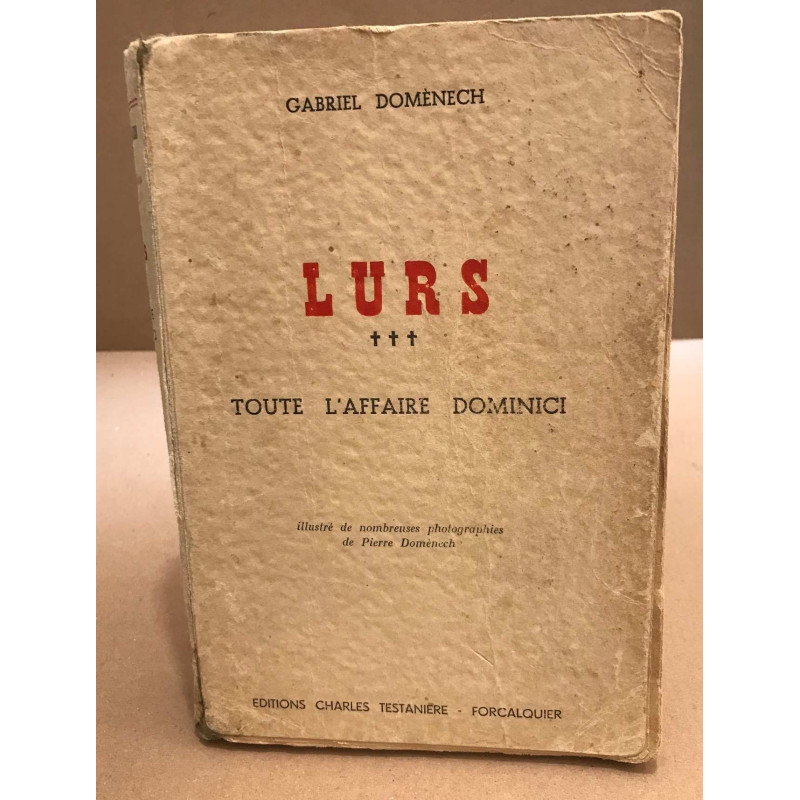 GABRIEL DOMÈNECH
LURS
†††
TOUTE L'AFFAIRE DOMINICI
illustré de nombreuses photographies
de Pierre Domènech
EDITIONS CHARLES TESTANIÈRE - FORCALQUIER